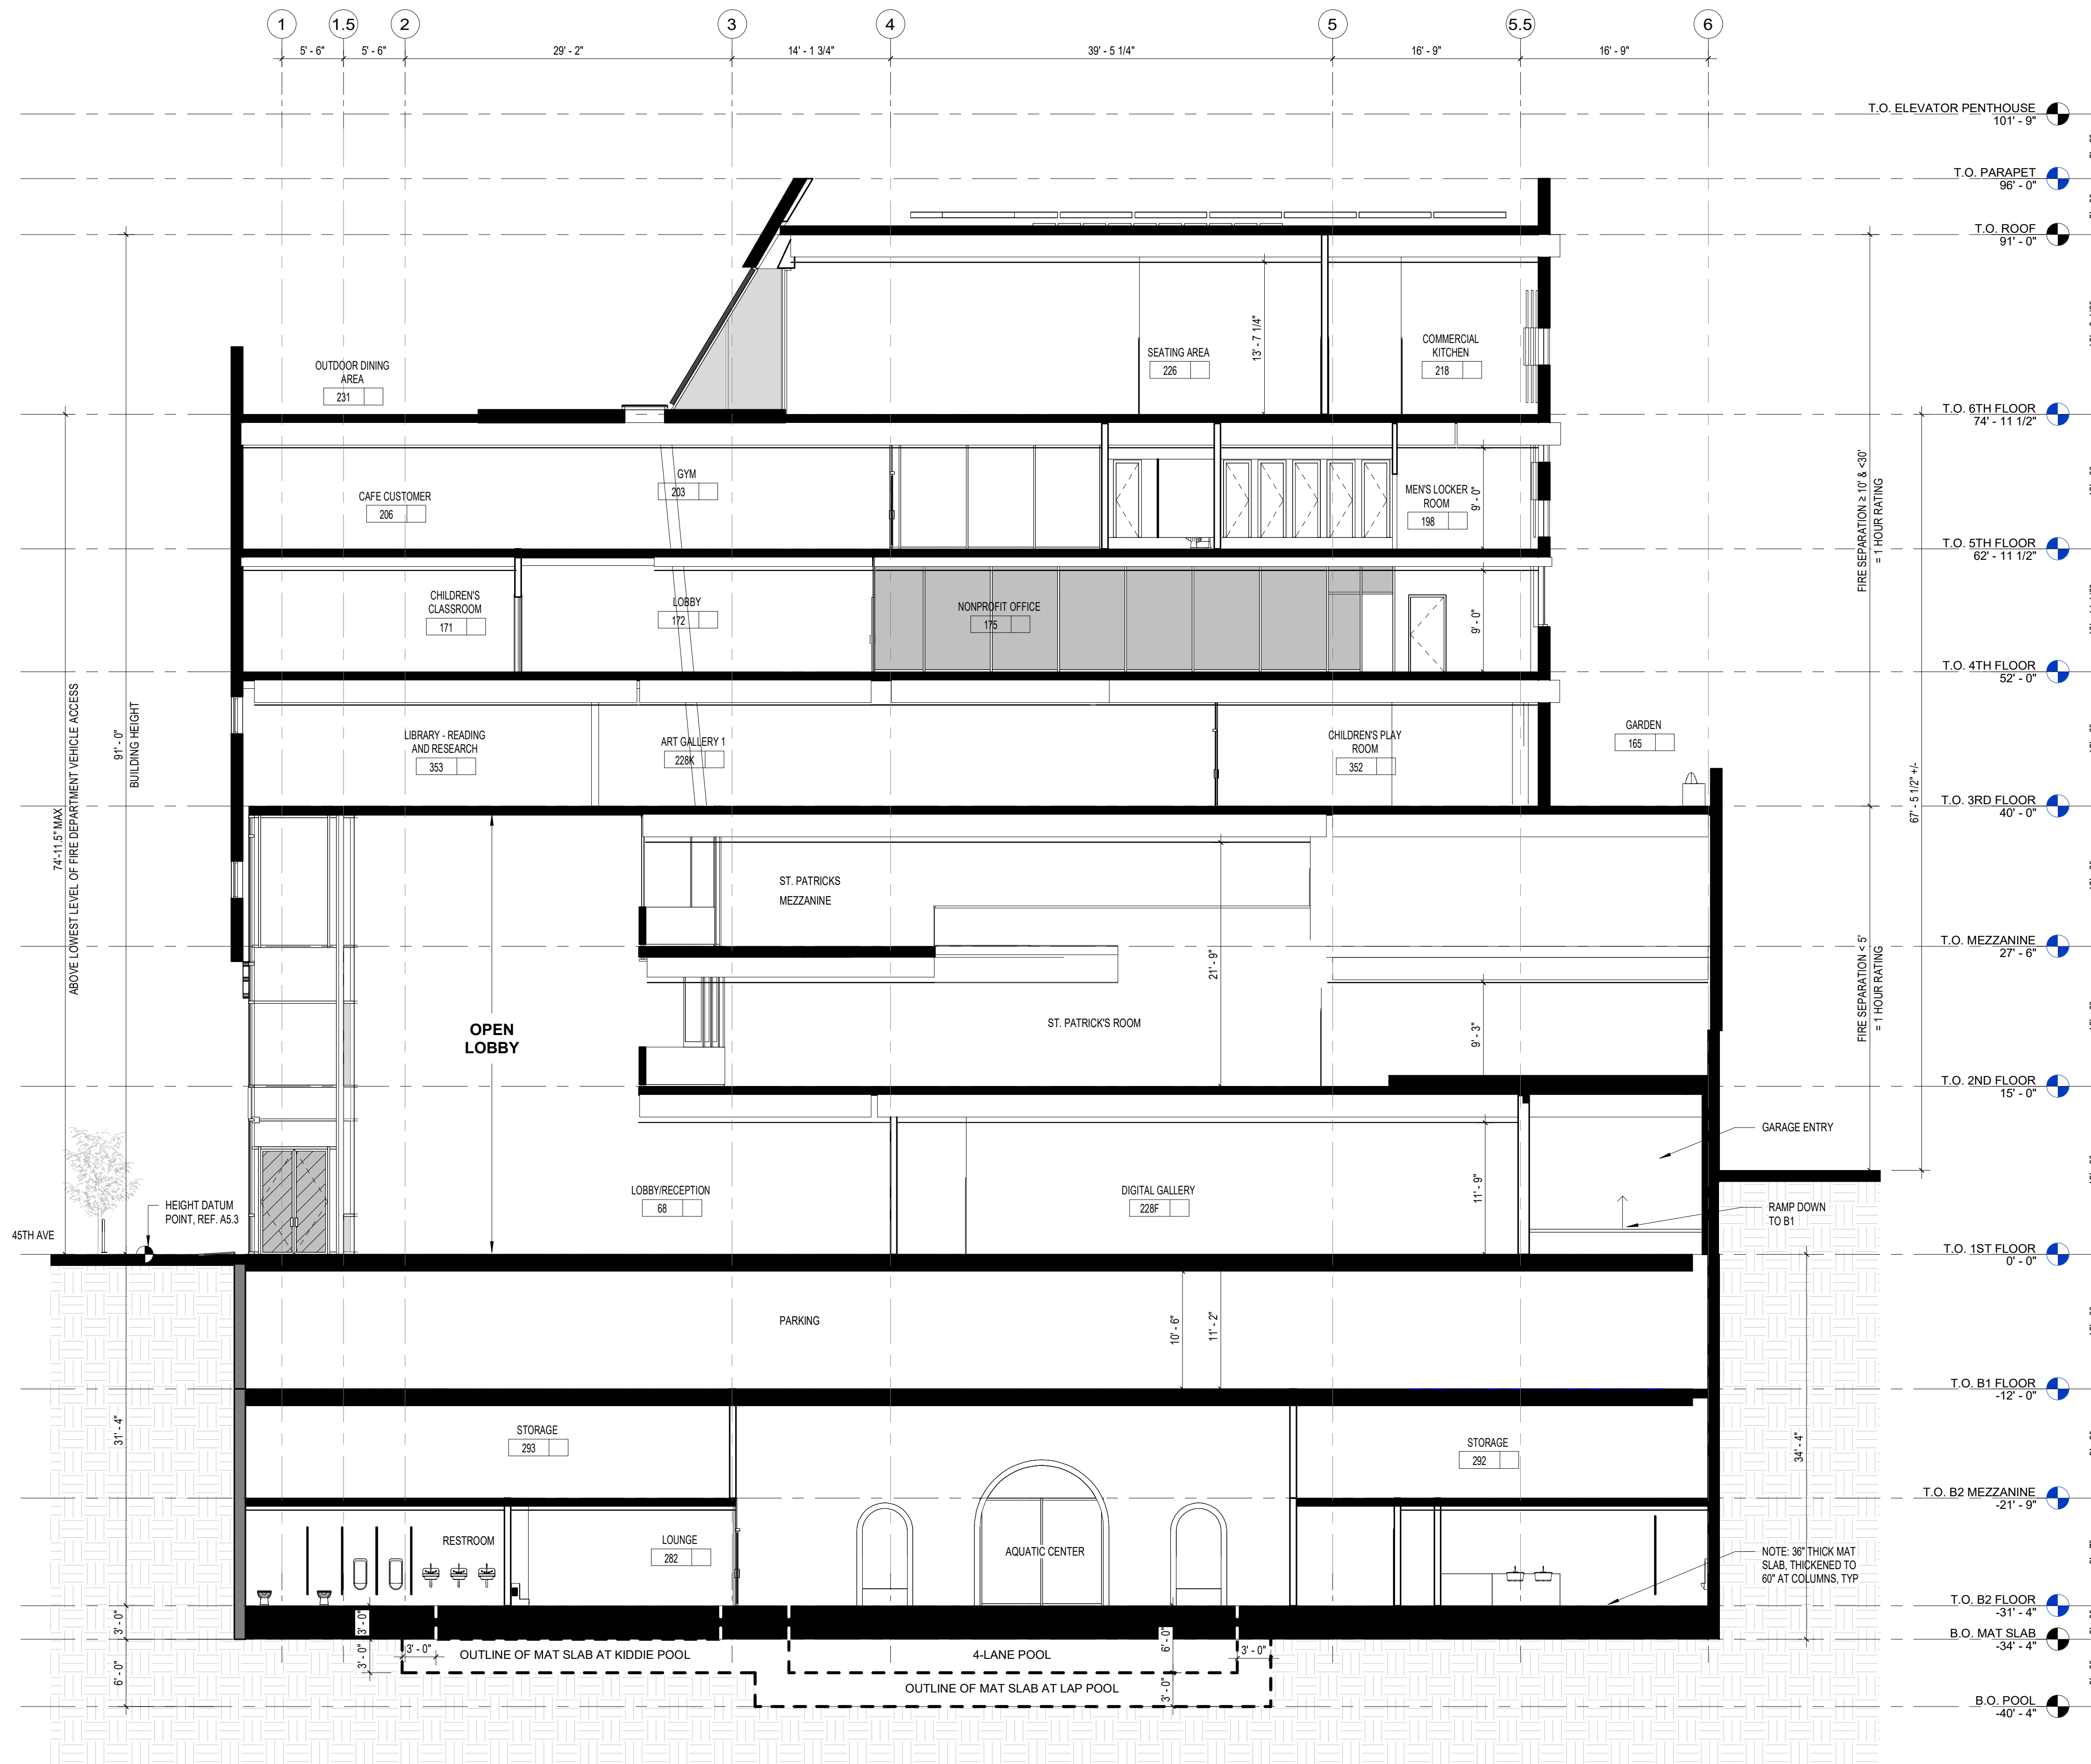 1
1.5
2
3
4
5
5.5
6
5' - 6"
5' - 6"
29' - 2"
14' - 1 3/4"
39' - 5 1/4"
16' - 9"
16' - 9"
T.O. ELEVATOR PENTHOUSE
101' - 9"
T.O. PARAPET
96' - 0"
T.O. ROOF
91' - 0"
OUTDOOR DINING
AREA
231
SEATING AREA
226
13' - 7 1/4"
COMMERCIAL
KITCHEN
218
T.O. 6TH FLOOR
74' - 11 1/2"
GYM
203
CAFE CUSTOMER
206
MEN'S LOCKER
ROOM
198
9' - 0"
FIRE SEPARATION ≥ 10' & <30'
= 1 HOUR RATING
T.O. 5TH FLOOR
62' - 11 1/2"
CHILDREN'S
CLASSROOM
171
LOBBY
172
NONPROFIT OFFICE
175
9' - 0"
T.O. 4TH FLOOR
52' - 0"
74'-11.5" MAX
ABOVE LOWEST LEVEL OF FIRE DEPARTMENT VEHICLE ACCESS
91' - 0"
BUILDING HEIGHT
LIBRARY - READING
AND RESEARCH
353
ART GALLERY 1
228K
CHILDREN'S PLAY
ROOM
352
GARDEN
165
67' - 5 1/2" +/-
T.O. 3RD FLOOR
40' - 0"
ST. PATRICKS
MEZZANINE
T.O. MEZZANINE
27' - 6"
21' - 9"
FIRE SEPARATION < 5'
= 1 HOUR RATING
OPEN
LOBBY
ST. PATRICK'S ROOM
9' - 3"
T.O. 2ND FLOOR
15' - 0"
GARAGE ENTRY
LOBBY/RECEPTION
68
DIGITAL GALLERY
228F
11' - 9"
HEIGHT DATUM
POINT, REF. A5.3
RAMP DOWN
TO B1
45TH AVE
T.O. 1ST FLOOR
0' - 0"
PARKING
10' - 6"
11' - 2"
T.O. B1 FLOOR
-12' - 0"
31' - 4"
STORAGE
293
STORAGE
292
34' - 4"
T.O. B2 MEZZANINE
-21' - 9"
RESTROOM
LOUNGE
282
AQUATIC CENTER
NOTE: 36" THICK MAT
SLAB, THICKENED TO
60" AT COLUMNS, TYP
T.O. B2 FLOOR
-31' - 4"
3' - 0"
3' - 0"
B.O. MAT SLAB
-34' - 4"
6' - 0"
3' - 0"
3' - 0"
OUTLINE OF MAT SLAB AT KIDDIE POOL
4-LANE POOL
6' - 0"
3' - 0"
OUTLINE OF MAT SLAB AT LAP POOL
3' - 0"
B.O. POOL
-40' - 4"